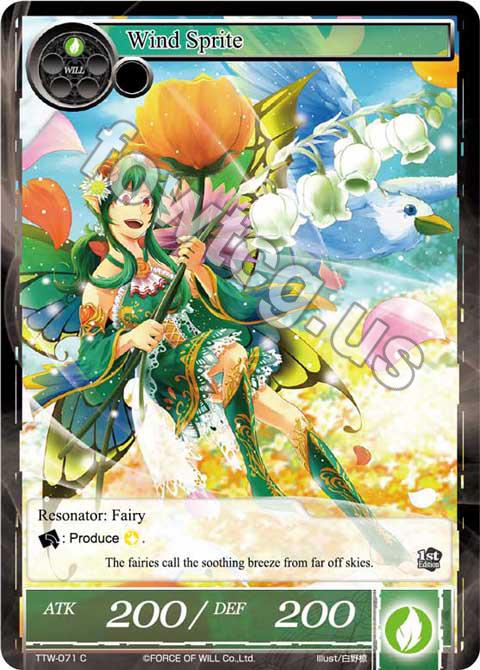 Wind Sprite
WILL
fowtcg.us
Resonator: Fairy
: Produce .
The fairies call the soothing breeze from far off skies.
1st
Edition
ATK 200 / DEF 200
TTW-071 C ©FORCE OF WILL Co.,Ltd. Illust/白野椋